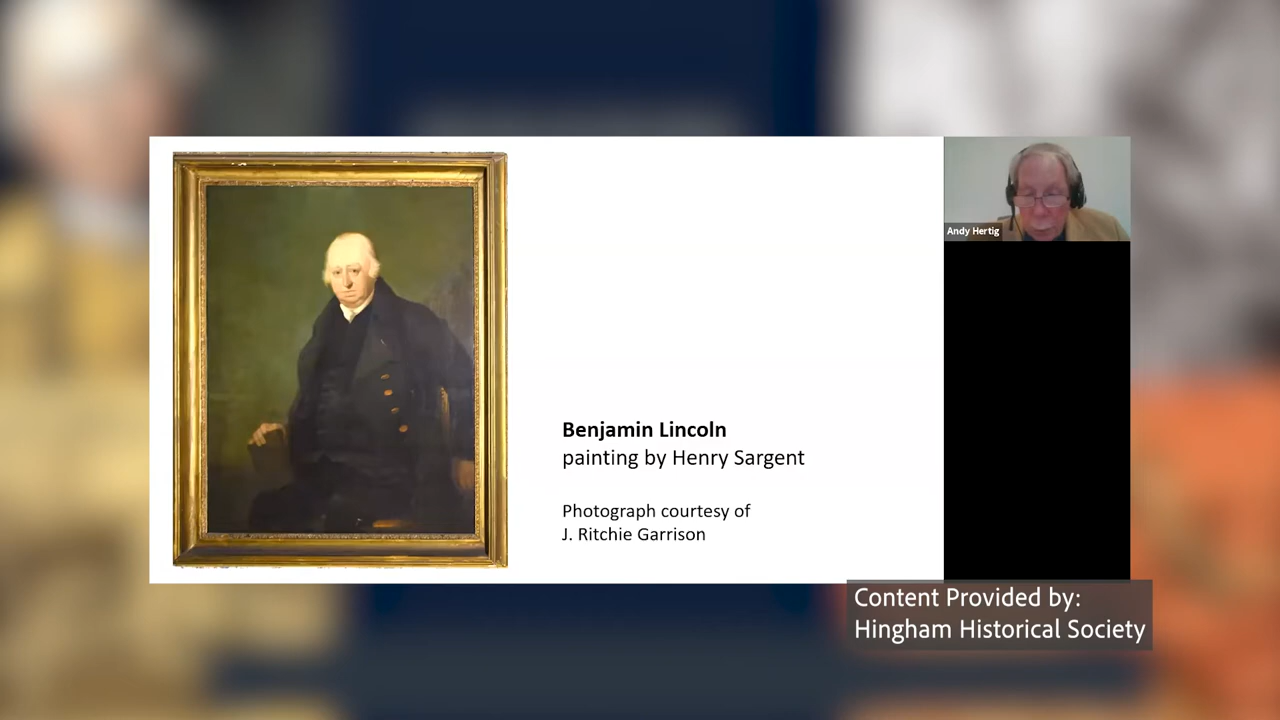 Benjamin Lincoln
painting by Henry Sargent
Photograph courtesy of
J. Ritchie Garrison
Andy Hertig
Content Provided by:
Hingham Historical Society